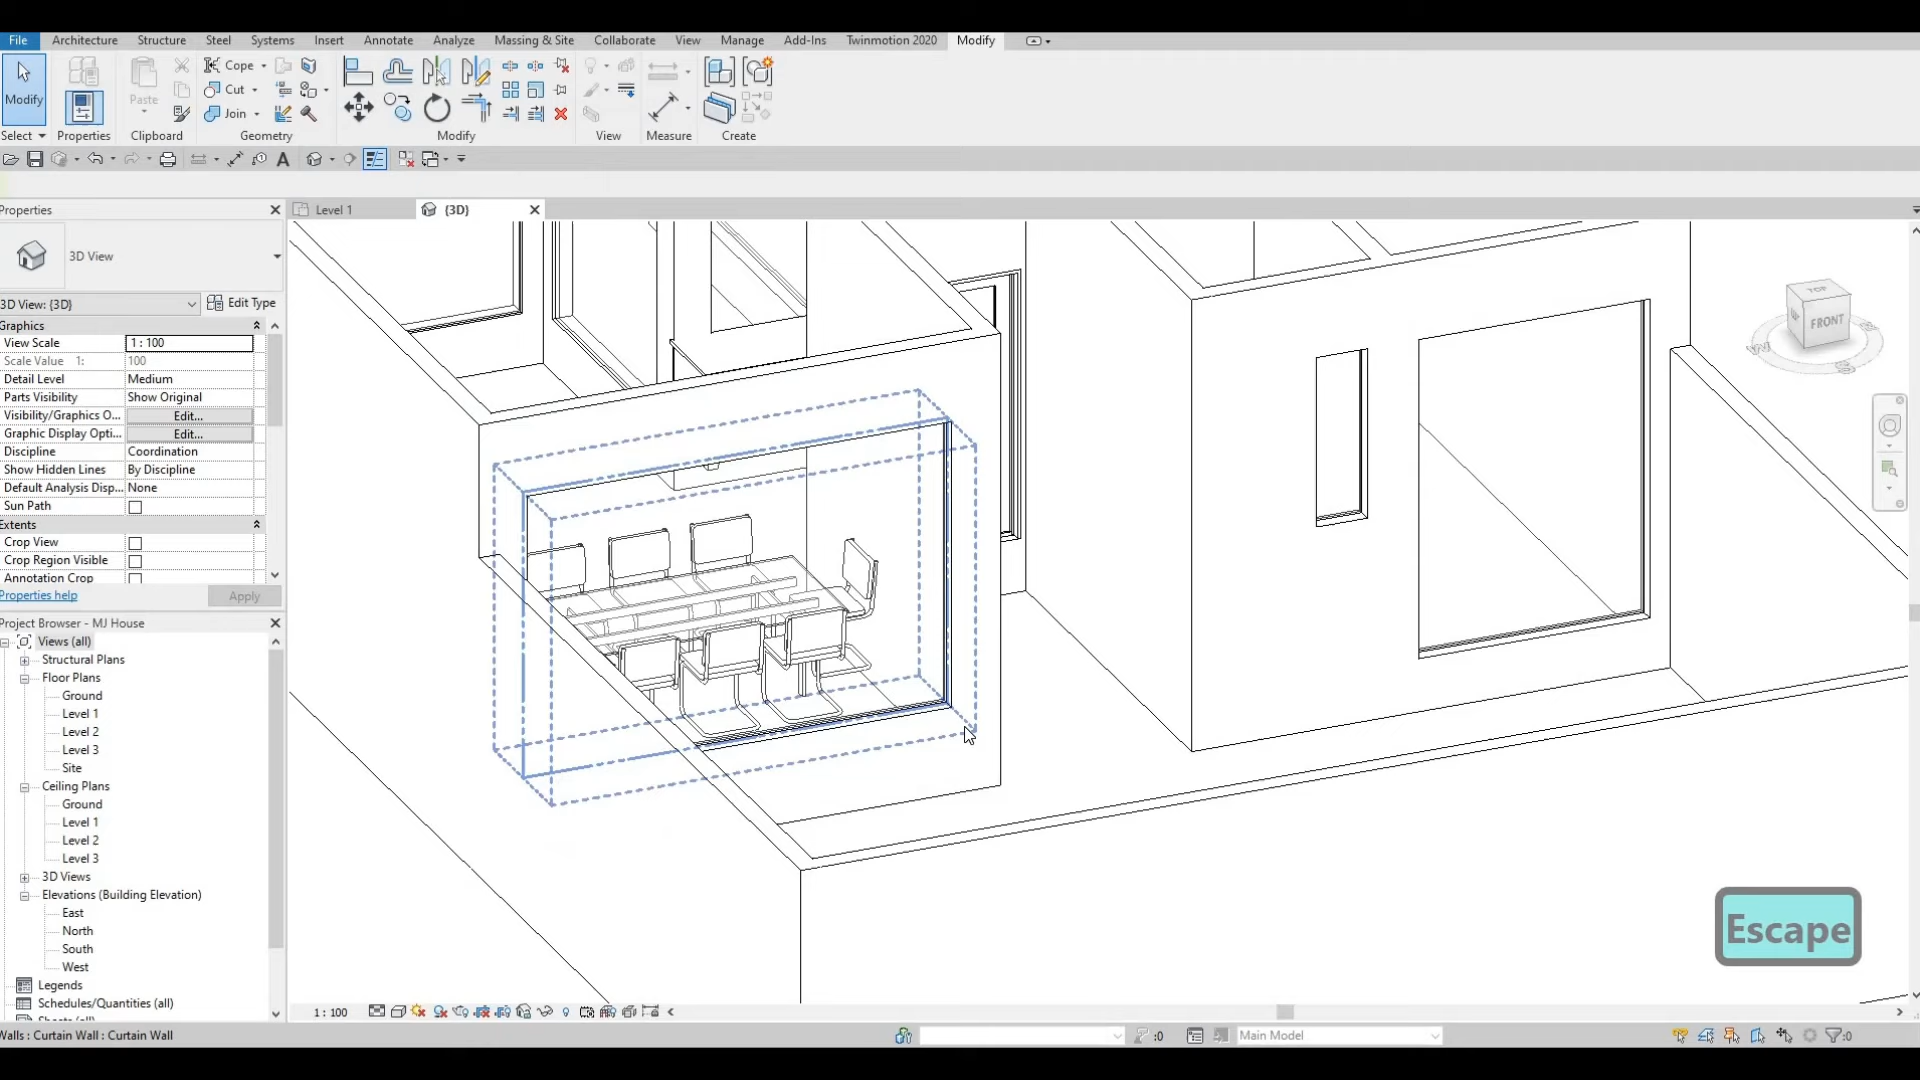 File Architecture Structure Steel Systems Insert Annotate Analyze Massing & Site Collaborate View Manage Add-Ins Twinmotion 2020 Modify
Modify Paste Cope Cut Join
Select Properties Clipboard Geometry Modify View Measure Create
A
Properties Level 1 {3D}
3D View
3D View: {3D} Edit Type
Graphics
View Scale 1 : 100
Scale Value 1: 100
Detail Level Medium
Parts Visibility Show Original
Visibility/Graphics O... Edit...
Graphic Display Opti... Edit...
Discipline Coordination
Show Hidden Lines By Discipline
Default Analysis Disp... None
Sun Path
Extents
Crop View
Crop Region Visible
Annotation Crop
Properties help Apply
Project Browser - MJ House
Views (all)
Structural Plans
Floor Plans
Ground
Level 1
Level 2
Level 3
Site
Ceiling Plans
Ground
Level 1
Level 2
Level 3
3D Views
Elevations (Building Elevation)
East
North
South
West
Legends
Schedules/Quantities (all)
TOP
FRONT
W
S
Escape
1 : 100
Walls : Curtain Wall : Curtain Wall :0 Main Model :0